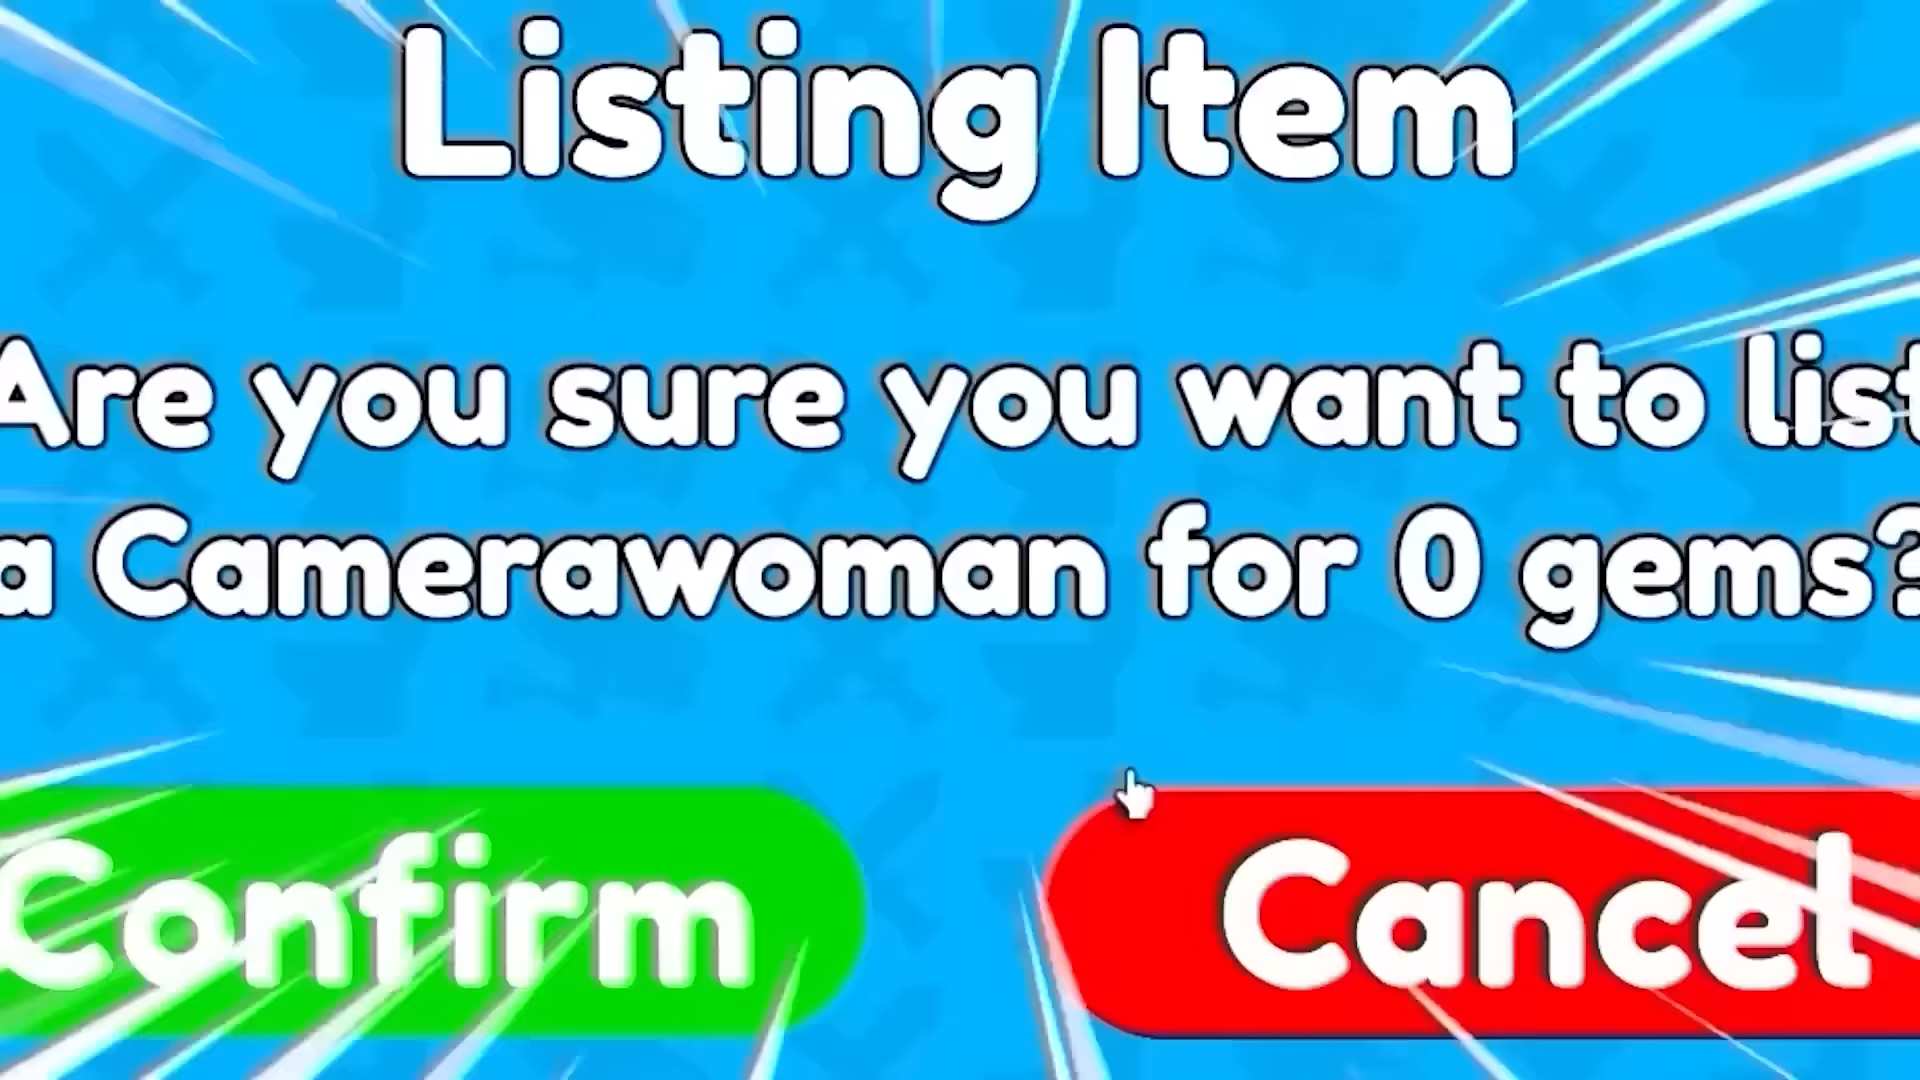 Listing Item
Are you sure you want to list
a Camerawoman for 0 gems?
Confirm
Cancel